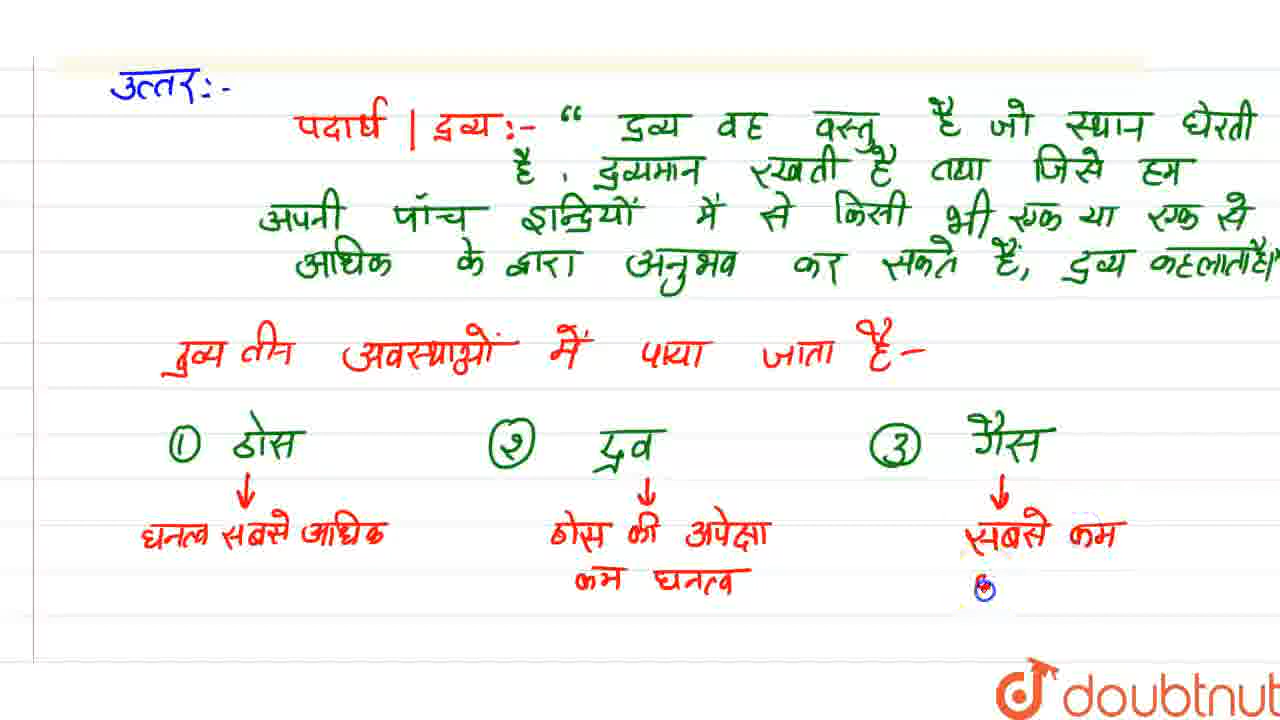 उत्तर:-
पदार्थ | द्रव्य :- “ द्रव्य वह वस्तु है जो स्थान घेरती
है , द्रव्यमान रखती है तथा जिसे हम
अपनी पाँच इन्द्रियों में से किसी भी एक या एक से
अधिक के द्वारा अनुभव कर सकते हैं, द्रव्य कहलाता है।”
द्रव्य तीन अवस्थाओं में पाया जाता है –
① ठोस ② द्रव ③ गैस
↓ ↓ ↓
घनत्व सबसे अधिक ठोस की अपेक्षा सबसे कम
कम घनत्व
doubtnut